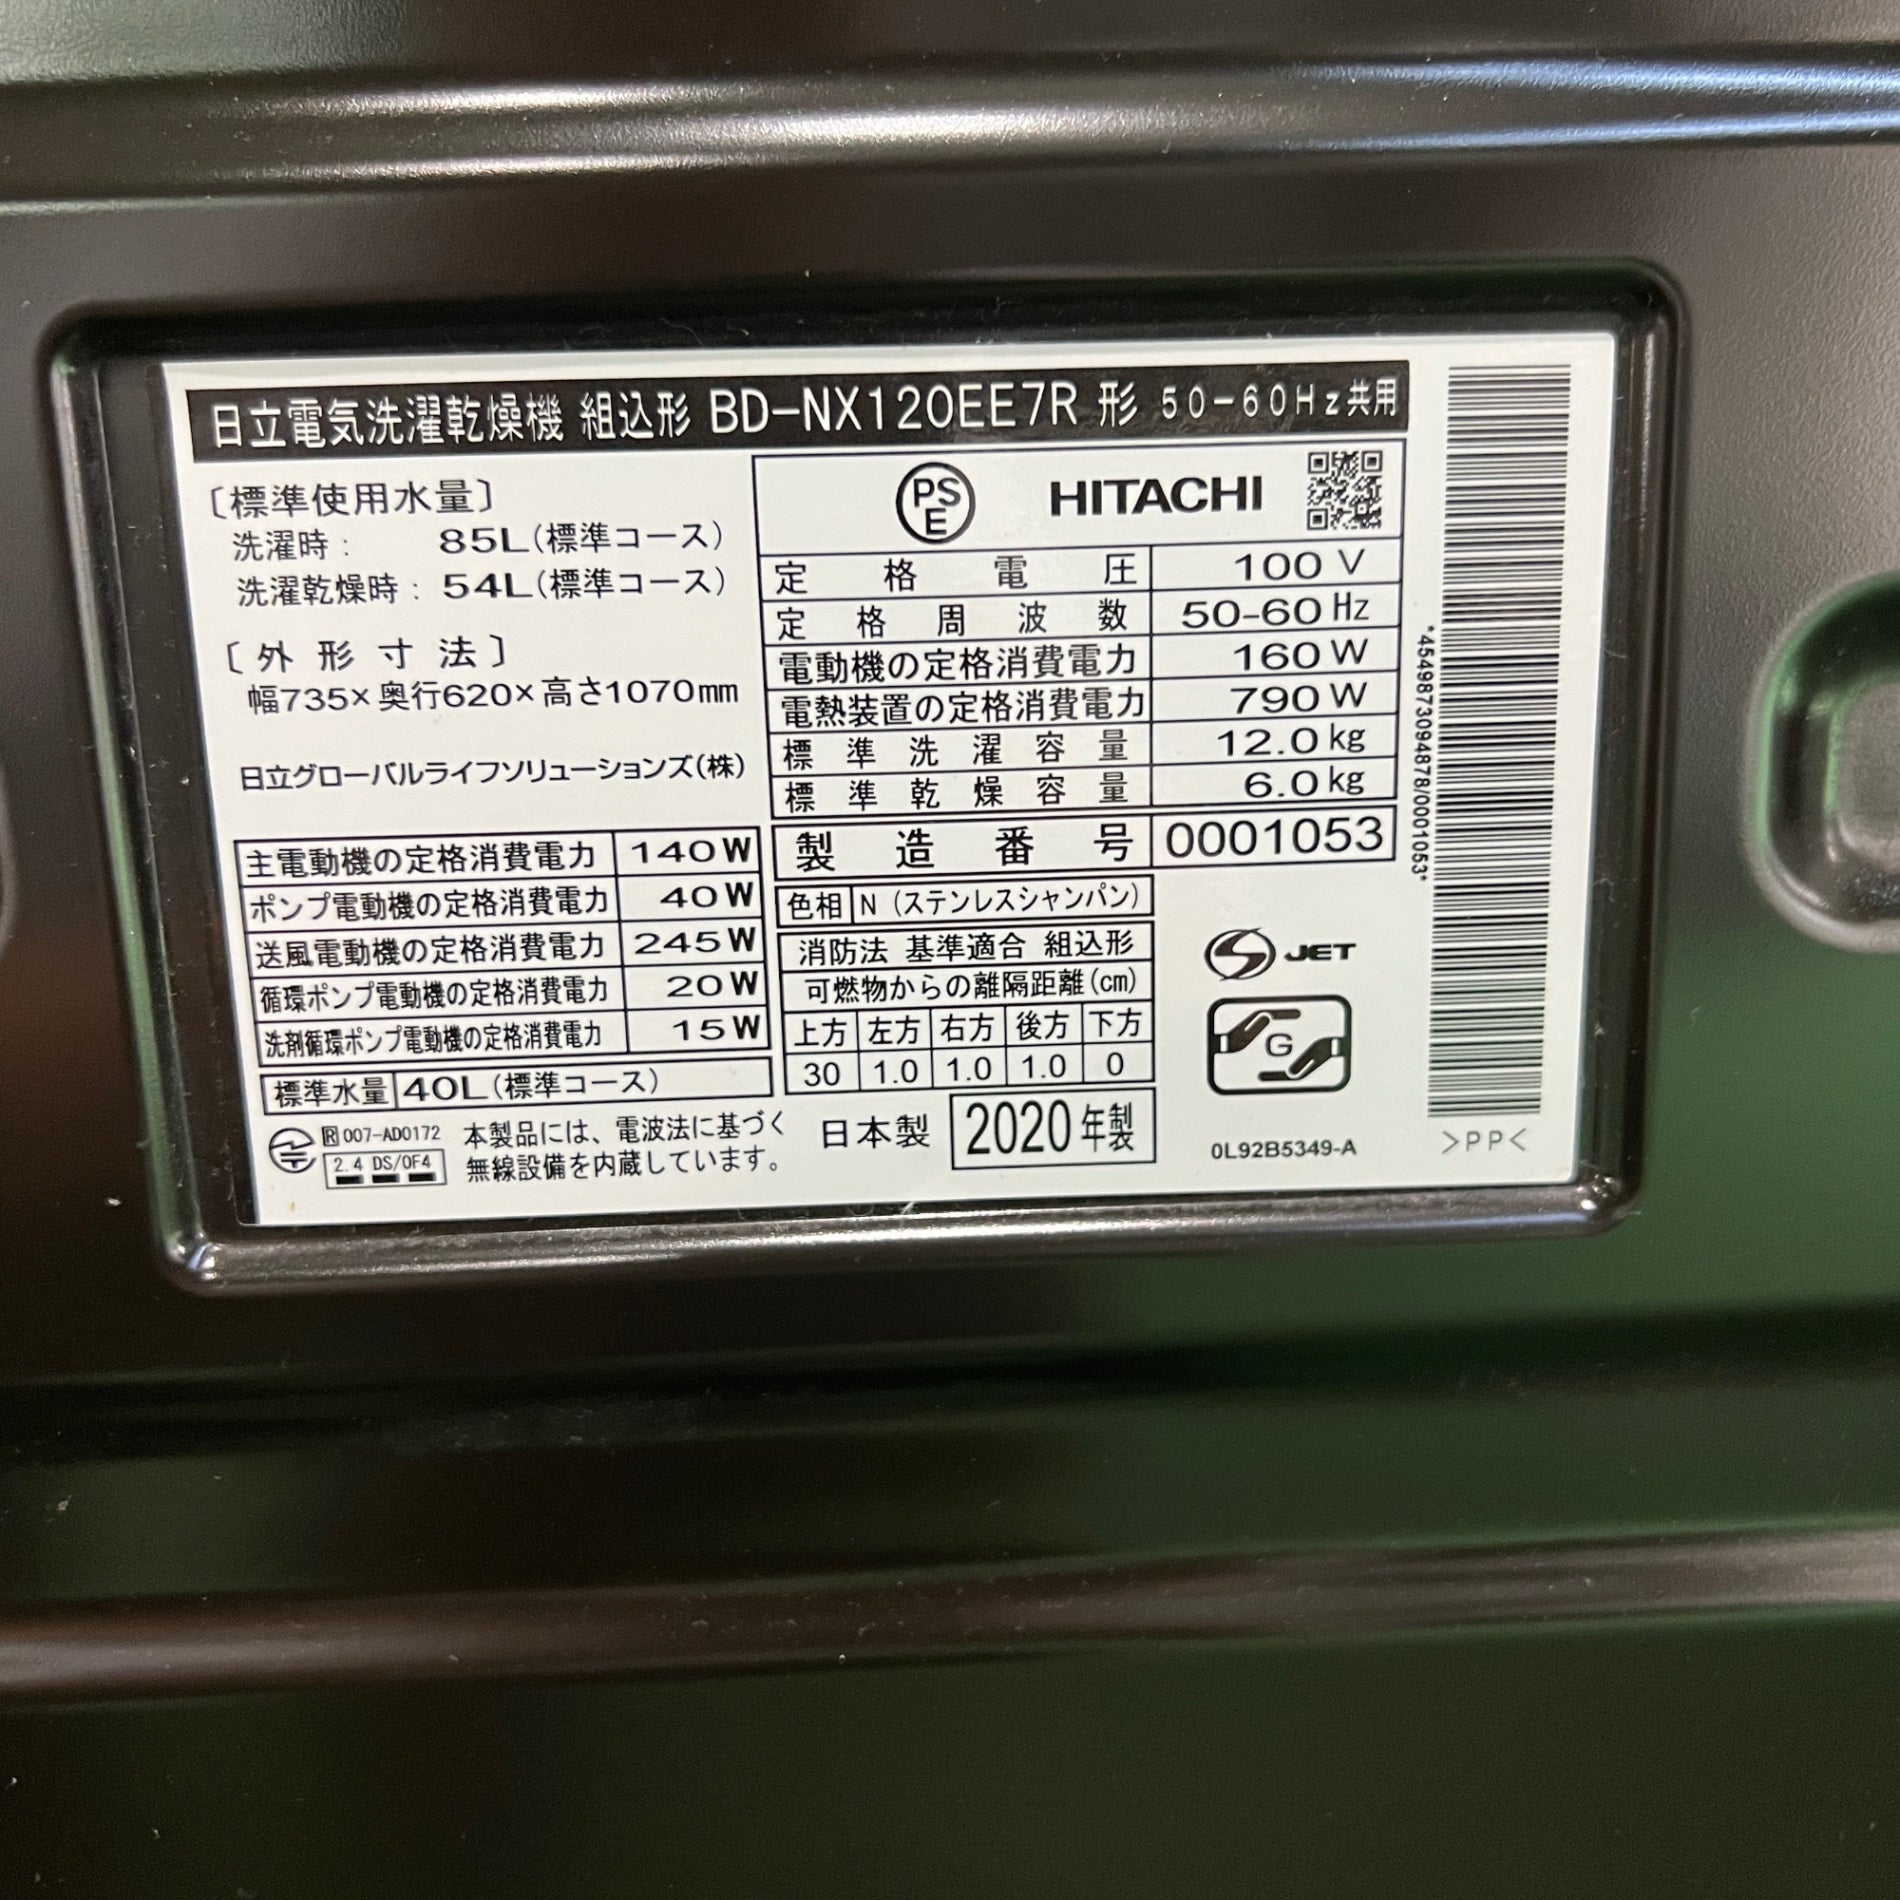 日立電気洗濯乾燥機 組込形 BD-NX120EE7R 形 50-60Hz共用
〔標準使用水量〕
洗濯時： 85L(標準コース)
洗濯乾燥時： 54L(標準コース)
〔外形寸法〕
幅735×奥行620×高さ1070mm
日立グローバルライフソリューションズ(株)
PSE HITACHI
定格電圧 100V
定格周波数 50-60Hz
電動機の定格消費電力 160W
電熱装置の定格消費電力 790W
標準洗濯容量 12.0kg
標準乾燥容量 6.0kg
製造番号 0001053
主電動機の定格消費電力 140W
ポンプ電動機の定格消費電力 40W
送風電動機の定格消費電力 245W
循環ポンプ電動機の定格消費電力 20W
洗剤循環ポンプ電動機の定格消費電力 15W
標準水量 40L(標準コース)
色相 N (ステンレスシャンパン)
消防法 基準適合 組込形
可燃物からの離隔距離(cm)
上方 左方 右方 後方 下方
30 1.0 1.0 1.0 0
R 007-AD0172
2.4 DS/OF4
本製品には、電波法に基づく
無線設備を内蔵しています。
日本製 2020年製
S JET
G
0L92B5349-A
*4549873094878/0001053*
>PP<